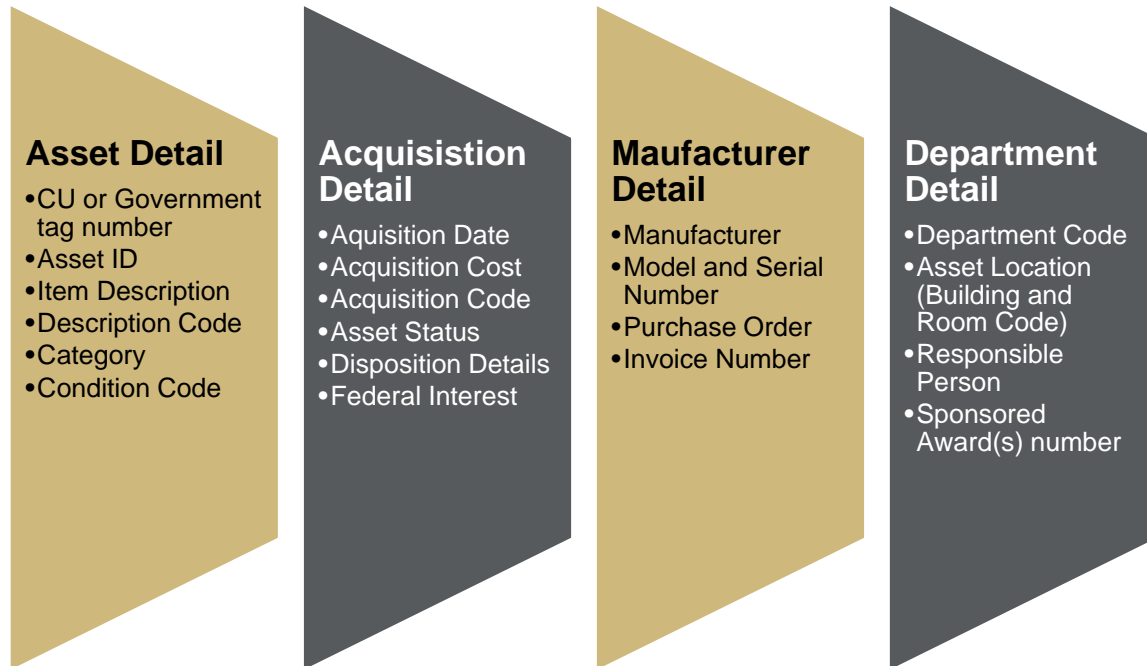 Asset Detail
•CU or Government
tag number
•Asset ID
•Item Description
•Description Code
•Category
•Condition Code
Acquisistion
Detail
•Aquisition Date
•Acquisition Cost
•Acquisition Code
•Asset Status
•Disposition Details
•Federal Interest
Maufacturer
Detail
•Manufacturer
•Model and Serial
Number
•Purchase Order
•Invoice Number
Department
Detail
•Department Code
•Asset Location
(Building and
Room Code)
•Responsible
Person
•Sponsored
Award(s) number